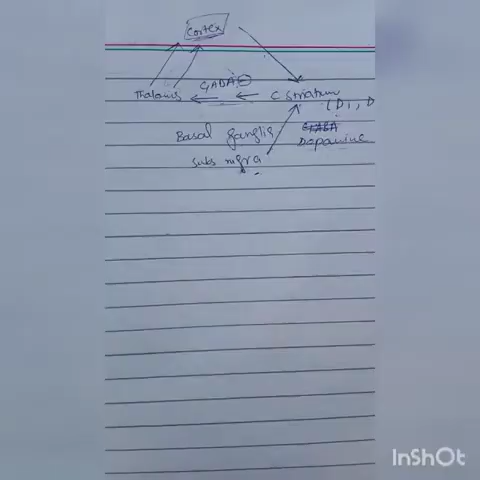 Cortex
GABA -
Thalamus C striatum
(D1, D
Basal ganglia GABA
Dopamine
Subs nigra
InShOt